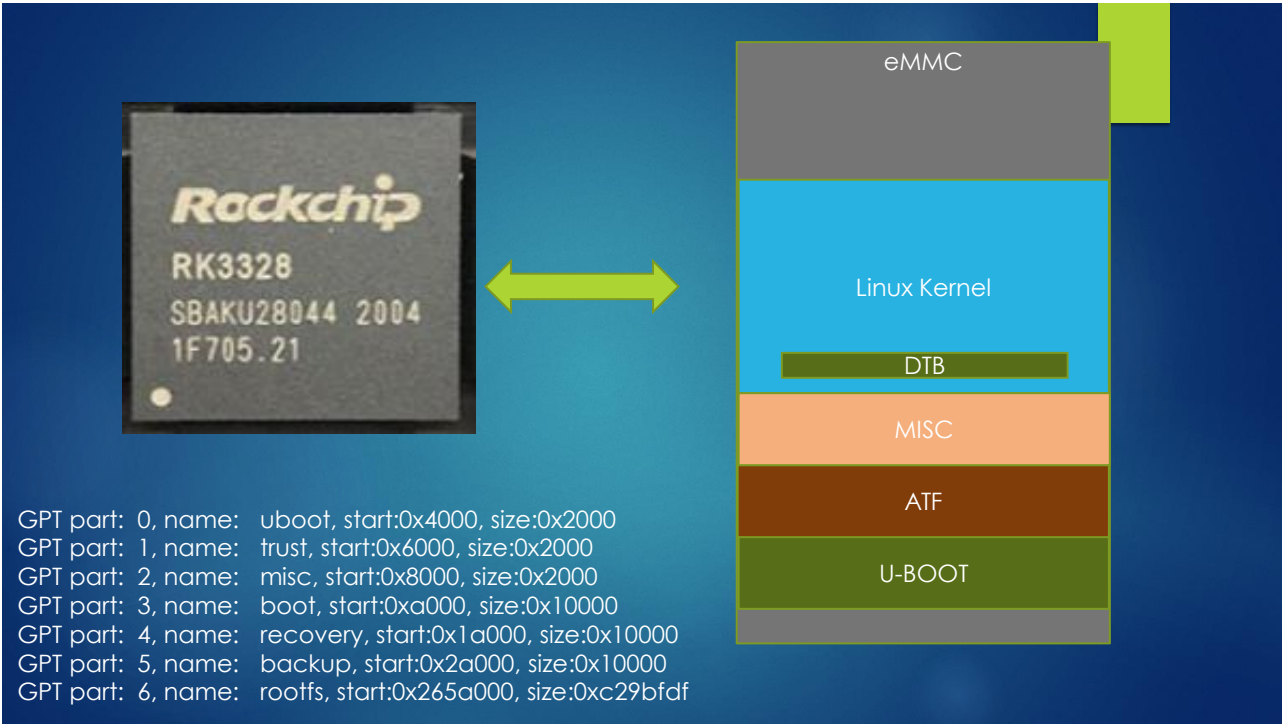 Rockchip
RK3328
SBAKU28044 2004
1F705.21
eMMC
Linux Kernel
DTB
MISC
ATF
U-BOOT
GPT part: 0, name: uboot, start:0x4000, size:0x2000
GPT part: 1, name: trust, start:0x6000, size:0x2000
GPT part: 2, name: misc, start:0x8000, size:0x2000
GPT part: 3, name: boot, start:0xa000, size:0x10000
GPT part: 4, name: recovery, start:0x1a000, size:0x10000
GPT part: 5, name: backup, start:0x2a000, size:0x10000
GPT part: 6, name: rootfs, start:0x265a000, size:0xc29bfdf